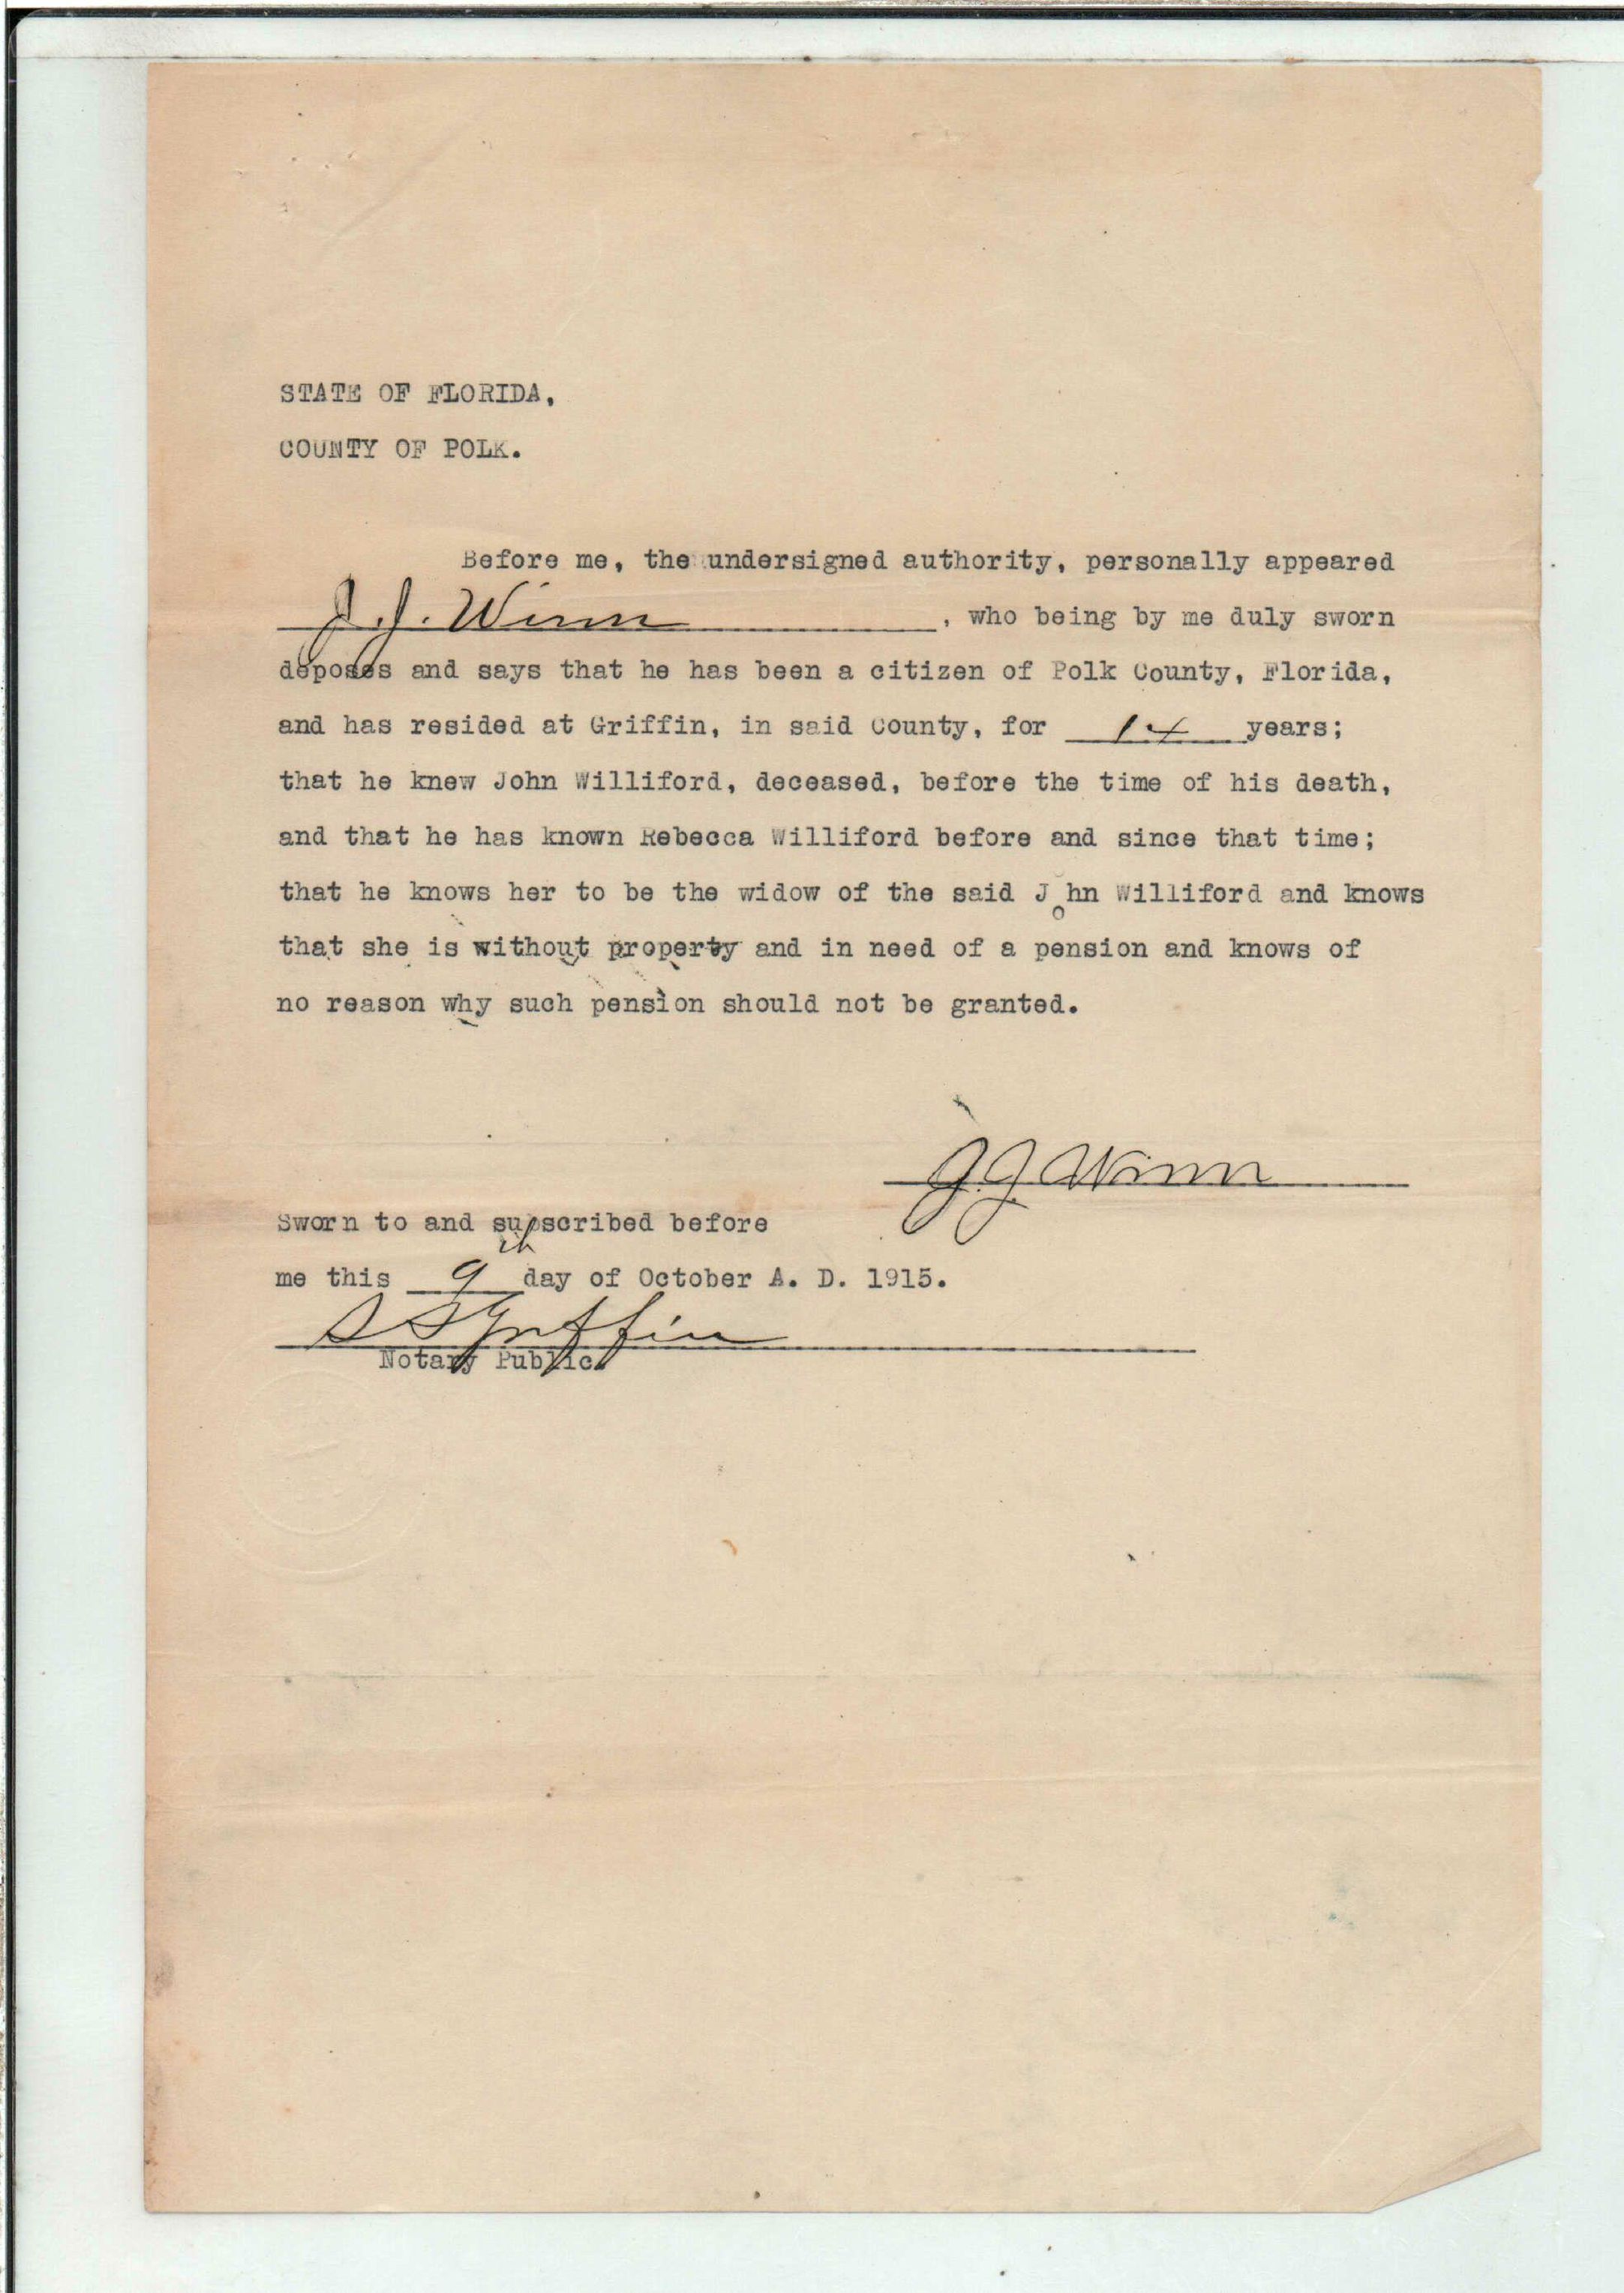 STATE OF FLORIDA,
COUNTY OF POLK.
Before me, the undersigned authority, personally appeared
J. J. Winn , who being by me duly sworn
deposes and says that he has been a citizen of Polk County, Florida,
and has resided at Griffin, in said County, for 14 years;
that he knew John Williford, deceased, before the time of his death,
and that he has known Rebecca Williford before and since that time;
that he knows her to be the widow of the said John Williford and knows
that she is without property and in need of a pension and knows of
no reason why such pension should not be granted.
J. J. Winn
Sworn to and subscribed before
me this 9th day of October A. D. 1915.
S S Griffin
Notary Public